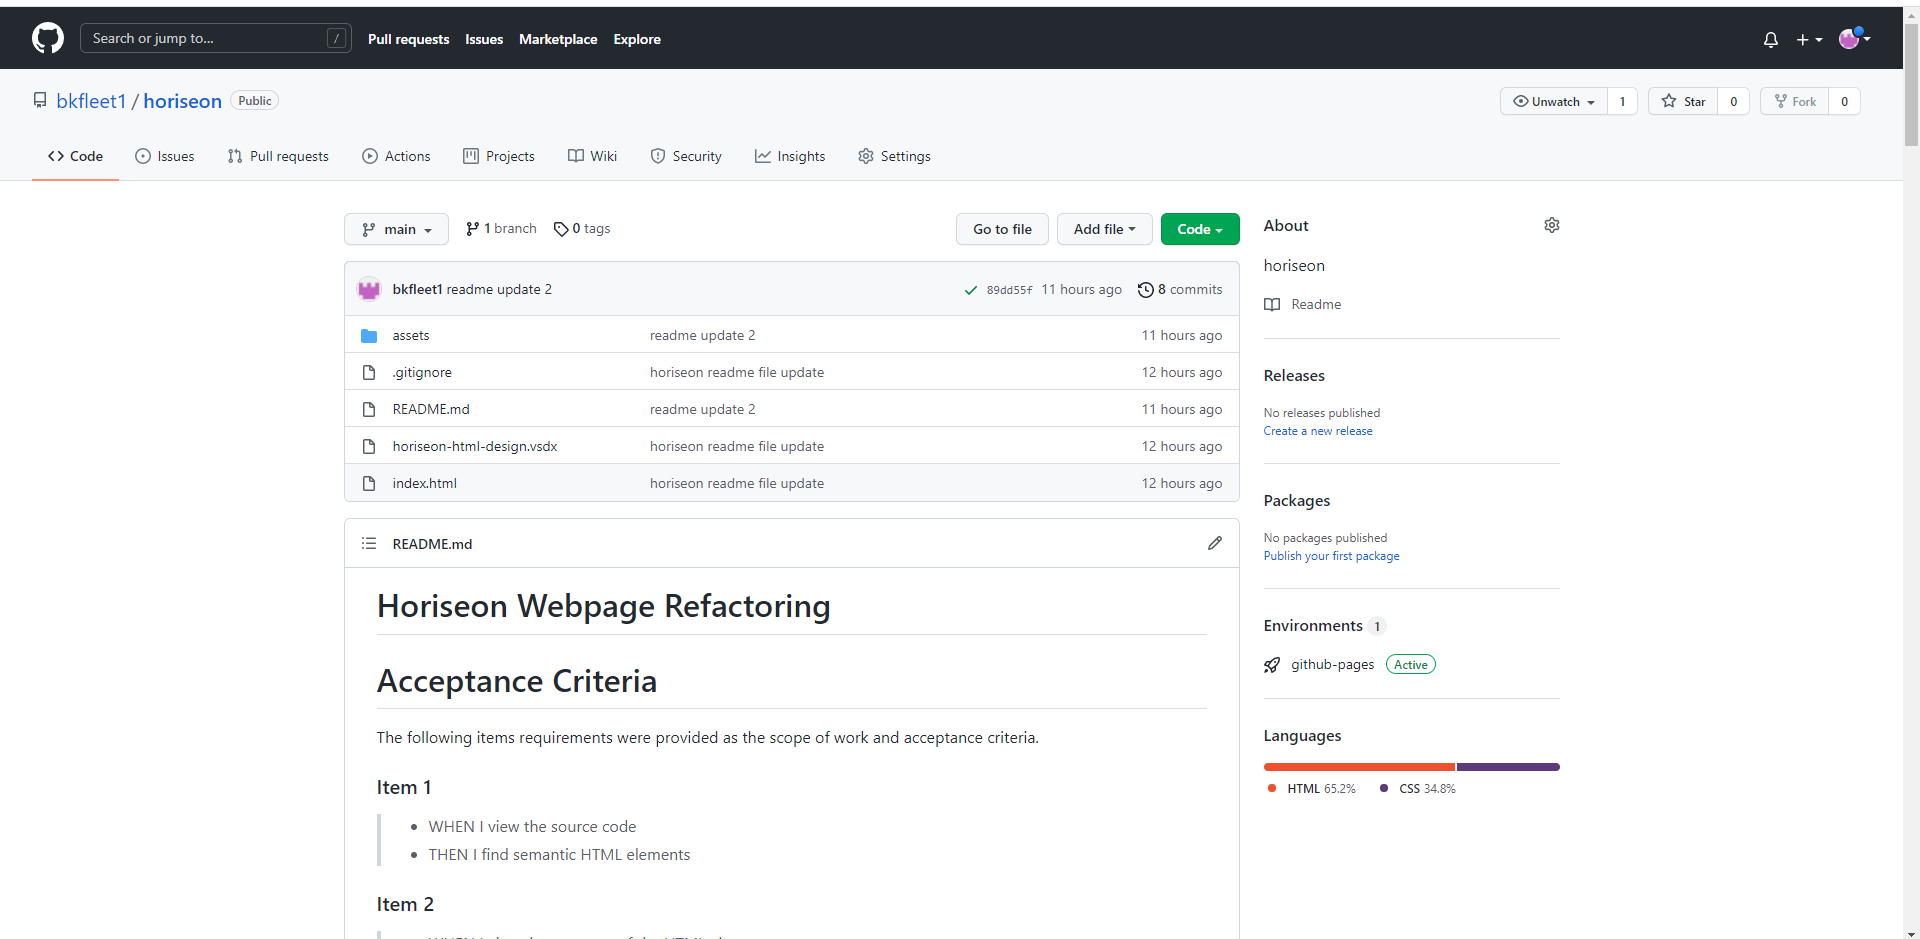 Search or jump to... /
Pull requests Issues Marketplace Explore
bkfleet1 / horiseon Public
Unwatch 1 Star 0 Fork 0
Code Issues Pull requests Actions Projects Wiki Security Insights Settings
main 1 branch 0 tags Go to file Add file Code
bkfleet1 readme update 2 89dd55f 11 hours ago 8 commits
assets readme update 2 11 hours ago
.gitignore horiseon readme file update 12 hours ago
README.md readme update 2 11 hours ago
horiseon-html-design.vsdx horiseon readme file update 12 hours ago
index.html horiseon readme file update 12 hours ago
README.md
Horiseon Webpage Refactoring
Acceptance Criteria
The following items requirements were provided as the scope of work and acceptance criteria.
Item 1
WHEN I view the source code
THEN I find semantic HTML elements
Item 2
About
horiseon
Readme
Releases
No releases published
Create a new release
Packages
No packages published
Publish your first package
Environments 1
github-pages Active
Languages
HTML 65.2% CSS 34.8%